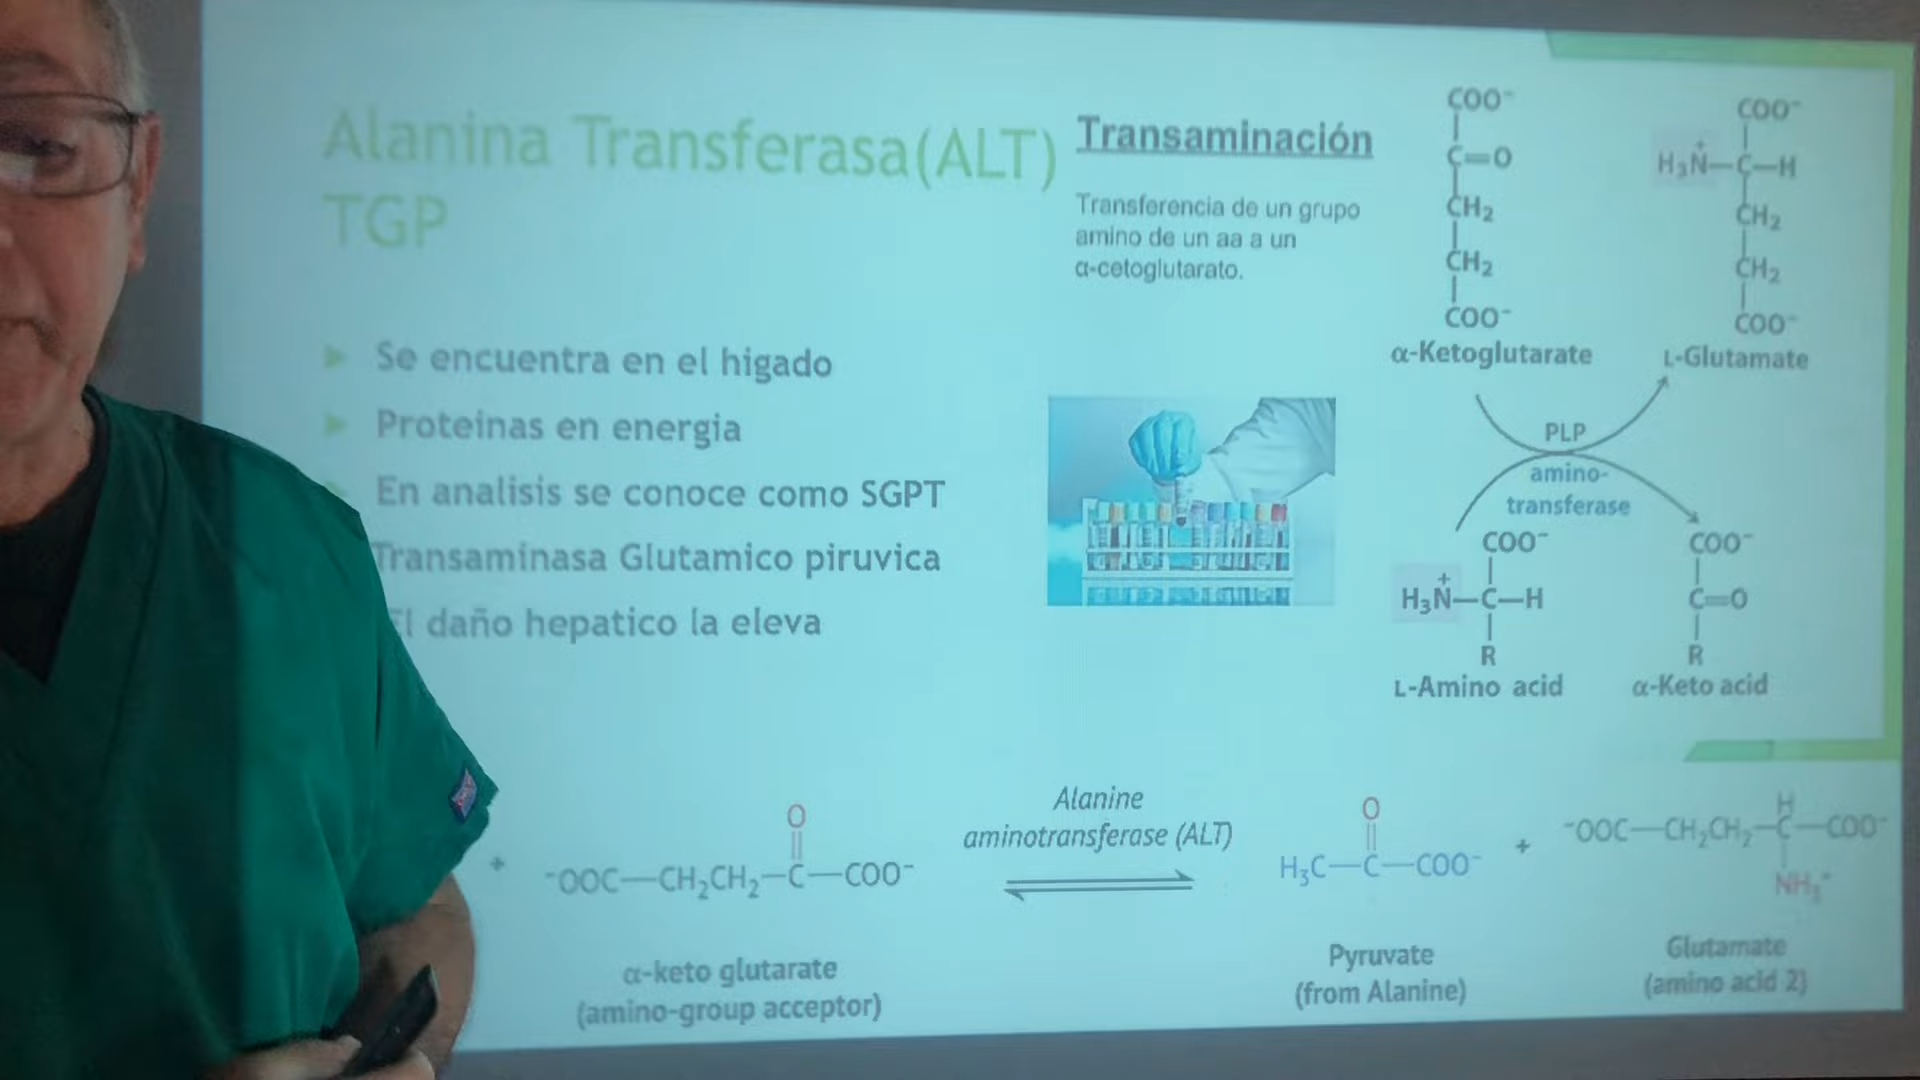 Alanina Transferasa(ALT)
TGP
Se encuentra en el higado
Proteinas en energia
En analisis se conoce como SGPT
Transaminasa Glutamico piruvica
El daño hepatico la eleva
Transaminación
Transferencia de un grupo
amino de un aa a un
α-cetoglutarato.
COO⁻
C=O
CH₂
CH₂
COO⁻
α-Ketoglutarate
COO⁻
H₃N⁺—C—H
CH₂
CH₂
COO⁻
L-Glutamate
PLP
amino-
transferase
COO⁻
H₃N⁺—C—H
R
L-Amino acid
COO⁻
C=O
R
α-Keto acid
+
O
⁻OOC—CH₂CH₂—C—COO⁻
α-keto glutarate
(amino-group acceptor)
Alanine
aminotransferase (ALT)
O
H₃C—C—COO⁻
Pyruvate
(from Alanine)
+
H
⁻OOC—CH₂CH₂—C—COO⁻
NH₃⁺
Glutamate
(amino acid 2)